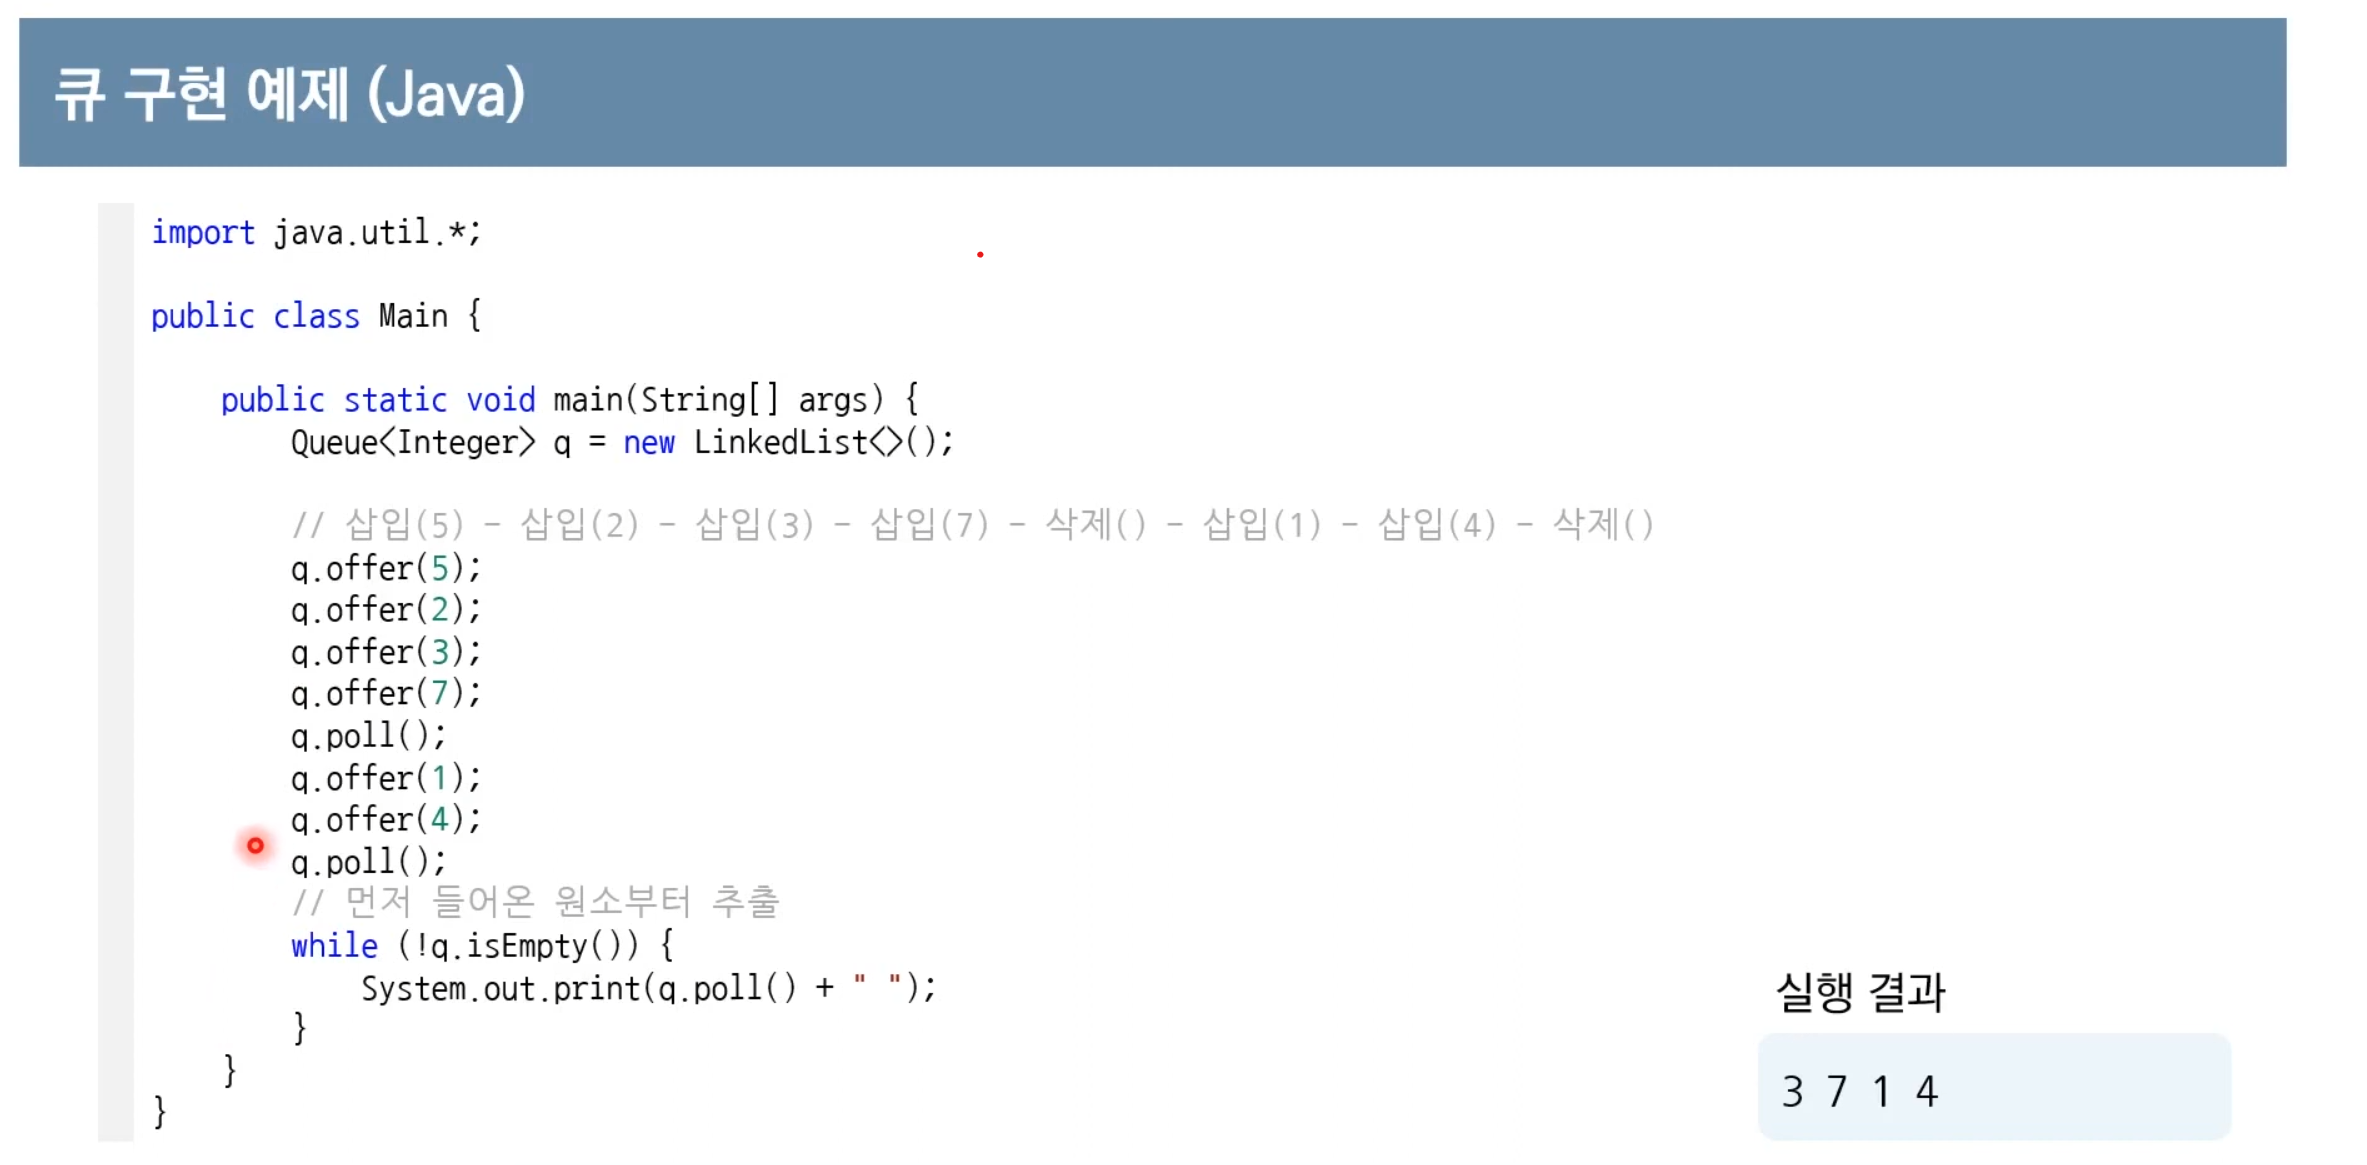 큐 구현 예제 (Java)
import java.util.*;
public class Main {
public static void main(String[] args) {
Queue<Integer> q = new LinkedList<>();
// 삽입(5) - 삽입(2) - 삽입(3) - 삽입(7) - 삭제() - 삽입(1) - 삽입(4) - 삭제()
q.offer(5);
q.offer(2);
q.offer(3);
q.offer(7);
q.poll();
q.offer(1);
q.offer(4);
q.poll();
// 먼저 들어온 원소부터 추출
while (!q.isEmpty()) {
System.out.print(q.poll() + " ");
}
}
}
실행 결과
3 7 1 4